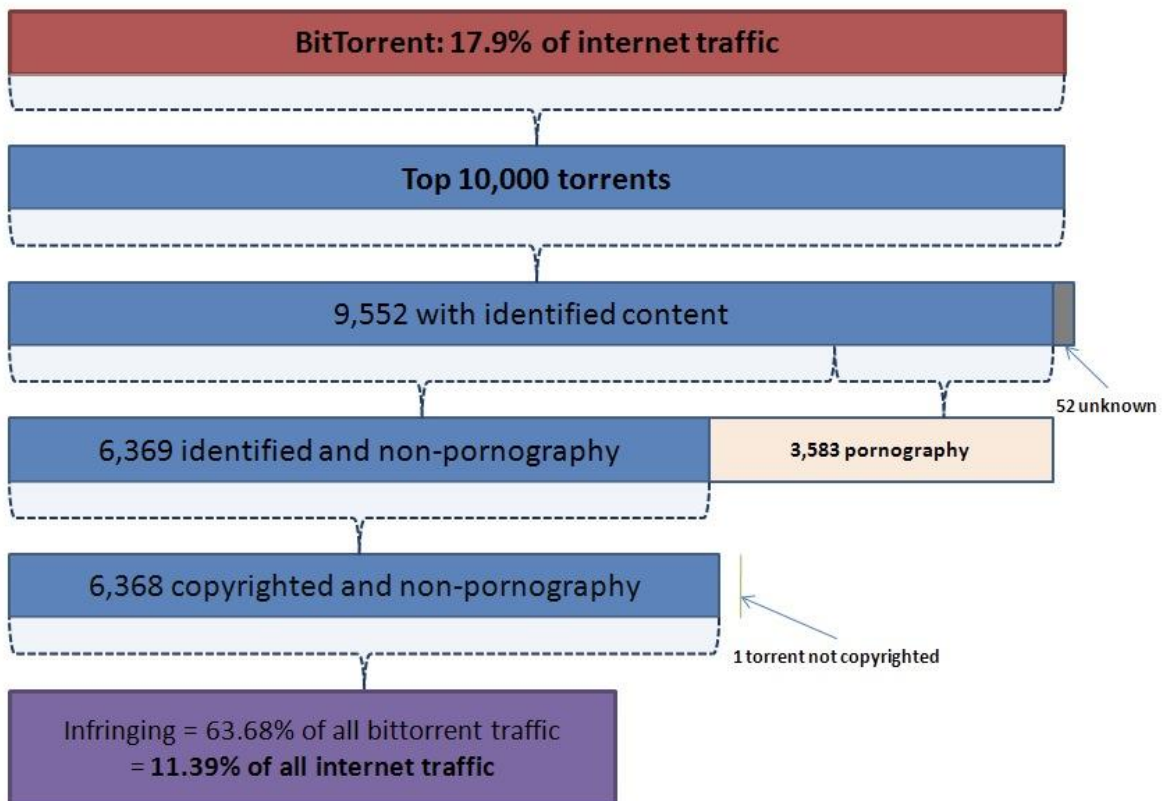 BitTorrent: 17.9% of internet traffic
Top 10,000 torrents
9,552 with identified content
52 unknown
6,369 identified and non-pornography
3,583 pornography
6,368 copyrighted and non-pornography
1 torrent not copyrighted
Infringing = 63.68% of all bittorrent traffic
= 11.39% of all internet traffic